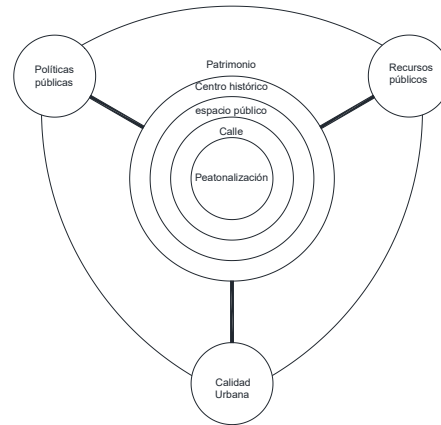 Patrimonio
Políticas
públicas
Recursos
públicos
Centro histórico
espacio público
Calle
Peatonalización
Calidad
Urbana